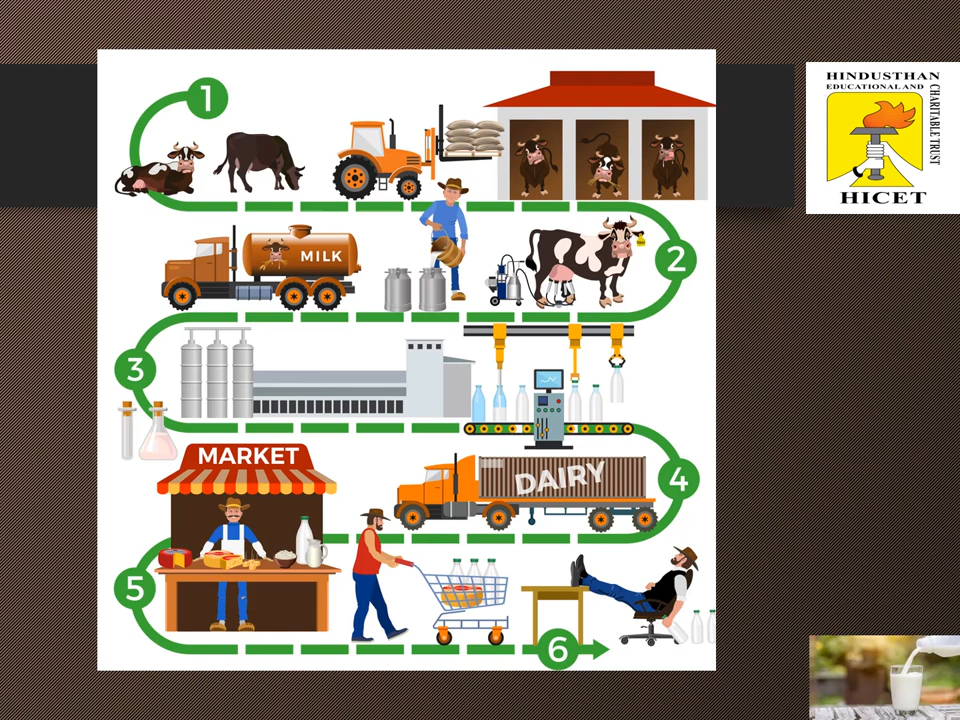 1
MILK
2
3
MARKET
DAIRY
4
5
6
HINDUSTHAN
EDUCATIONAL AND
CHARITABLE TRUST
HICET